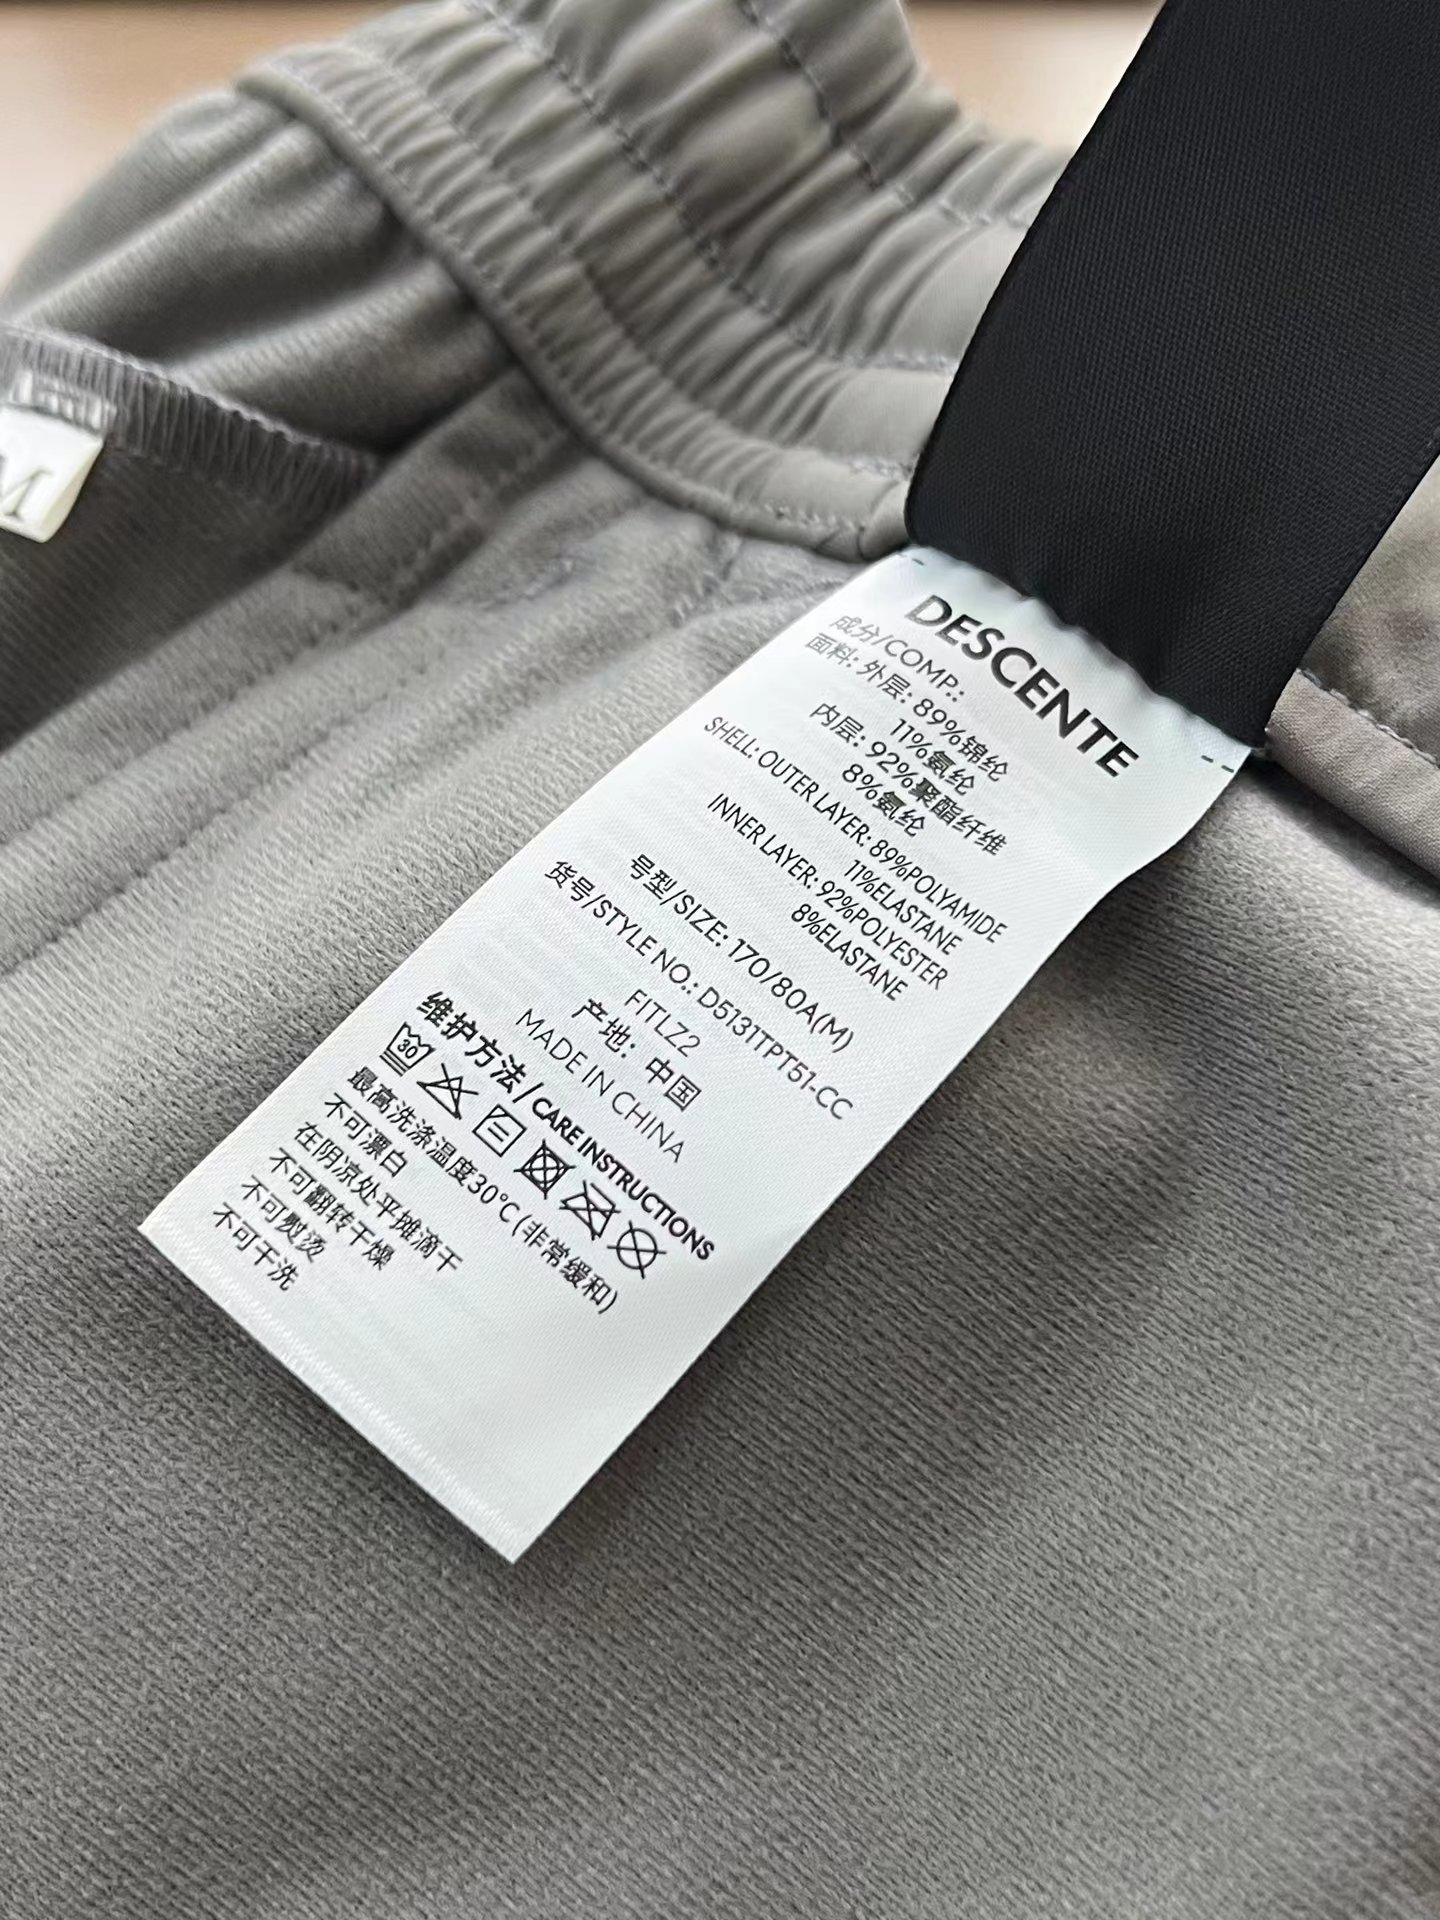 M
DESCENTE
成分/COMP.:
面料: 外层: 89%锦纶
11%氨纶
内层: 92%聚酯纤维
8%氨纶
SHELL: OUTER LAYER: 89%POLYAMIDE
11%ELASTANE
INNER LAYER: 92%POLYESTER
8%ELASTANE
号型/SIZE: 170/80A(M)
货号/STYLE NO.: D5131TPT51-CC
FITLZ2
产地: 中国
MADE IN CHINA
维护方法 / CARE INSTRUCTIONS
30
最高洗涤温度30℃(非常缓和)
不可漂白
在阴凉处平摊滴干
不可翻转干燥
不可熨烫
不可干洗